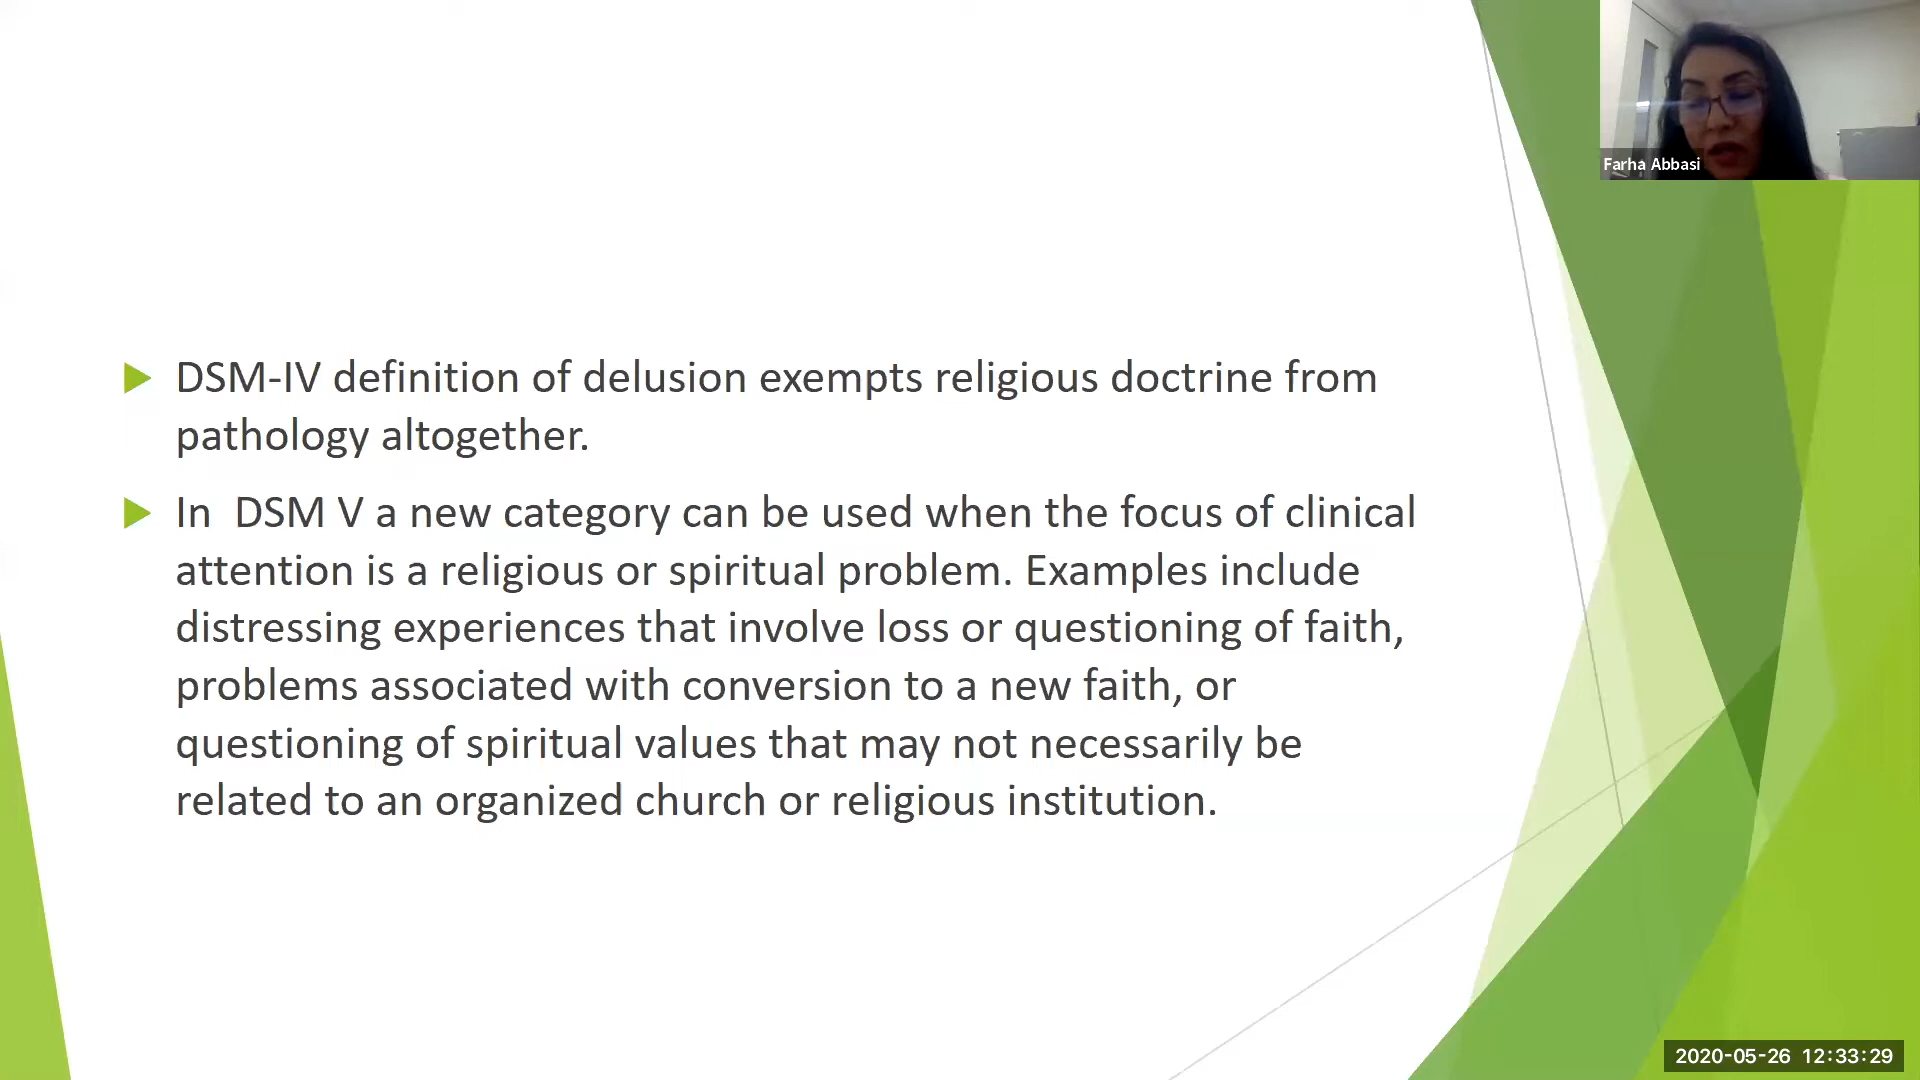 Farha Abbasi
DSM-IV definition of delusion exempts religious doctrine from
pathology altogether.
In  DSM V a new category can be used when the focus of clinical
attention is a religious or spiritual problem. Examples include
distressing experiences that involve loss or questioning of faith,
problems associated with conversion to a new faith, or
questioning of spiritual values that may not necessarily be
related to an organized church or religious institution.
2020-05-26 12:33:29